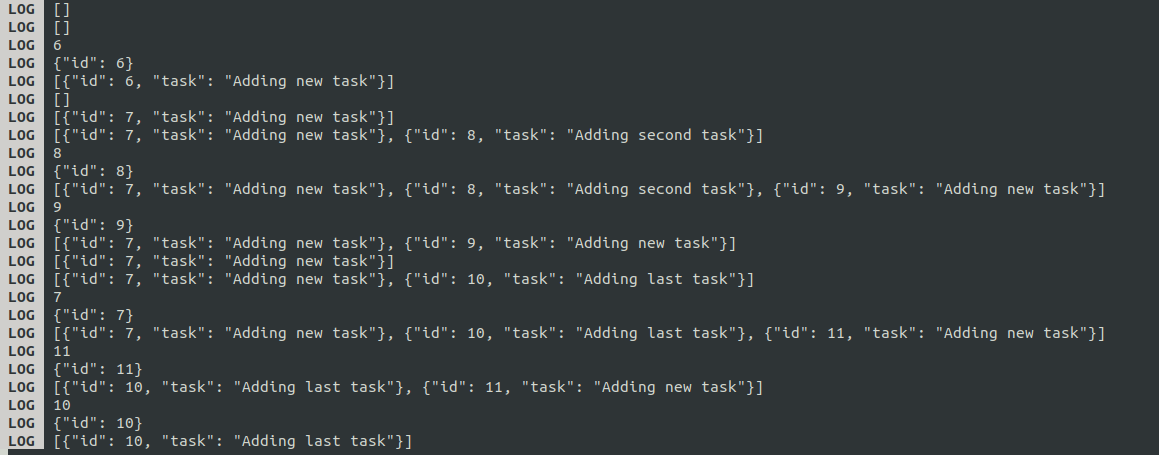 LOG []
LOG []
LOG 6
LOG {"id": 6}
LOG [{"id": 6, "task": "Adding new task"}]
LOG []
LOG [{"id": 7, "task": "Adding new task"}]
LOG [{"id": 7, "task": "Adding new task"}, {"id": 8, "task": "Adding second task"}]
LOG 8
LOG {"id": 8}
LOG [{"id": 7, "task": "Adding new task"}, {"id": 8, "task": "Adding second task"}, {"id": 9, "task": "Adding new task"}]
LOG 9
LOG {"id": 9}
LOG [{"id": 7, "task": "Adding new task"}, {"id": 9, "task": "Adding new task"}]
LOG [{"id": 7, "task": "Adding new task"}]
LOG [{"id": 7, "task": "Adding new task"}, {"id": 10, "task": "Adding last task"}]
LOG 7
LOG {"id": 7}
LOG [{"id": 7, "task": "Adding new task"}, {"id": 10, "task": "Adding last task"}, {"id": 11, "task": "Adding new task"}]
LOG 11
LOG {"id": 11}
LOG [{"id": 10, "task": "Adding last task"}, {"id": 11, "task": "Adding new task"}]
LOG 10
LOG {"id": 10}
LOG [{"id": 10, "task": "Adding last task"}]